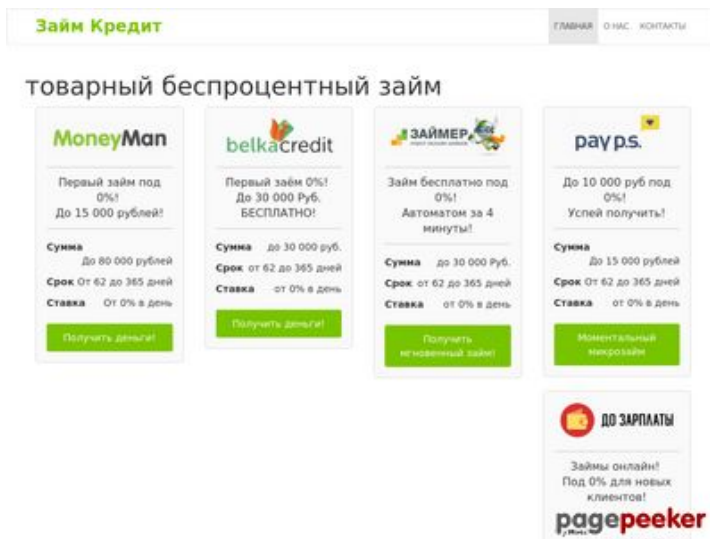 Займ Кредит
ГЛАВНАЯ О НАС КОНТАКТЫ
товарный беспроцентный займ
MoneyMan
Первый займ под
0%!
До 15 000 рублей!
Сумма
До 80 000 рублей
Срок От 62 до 365 дней
Ставка От 0% в день
Получить деньги!
belkacredit
Первый заём 0%!
До 30 000 Руб.
БЕСПЛАТНО!
Сумма до 30 000 руб.
Срок от 62 до 365 дней
Ставка от 0% в день
Получить деньги!
ЗАЙМЕР
Займ бесплатно под
0%!
Автоматом за 4
минуты!
Сумма до 30 000 Руб.
Срок от 62 до 365 дней
Ставка от 0% в день
Получить
мгновенный займ!
pay p.s.
До 10 000 руб под
0%!
Успей получить!
Сумма
До 15 000 рублей
Срок От 62 до 365 дней
Ставка от 0% в день
Моментальный
микрозайм
ДО ЗАРПЛАТЫ
Займы онлайн!
Под 0% для новых
клиентов!
pagepeeker